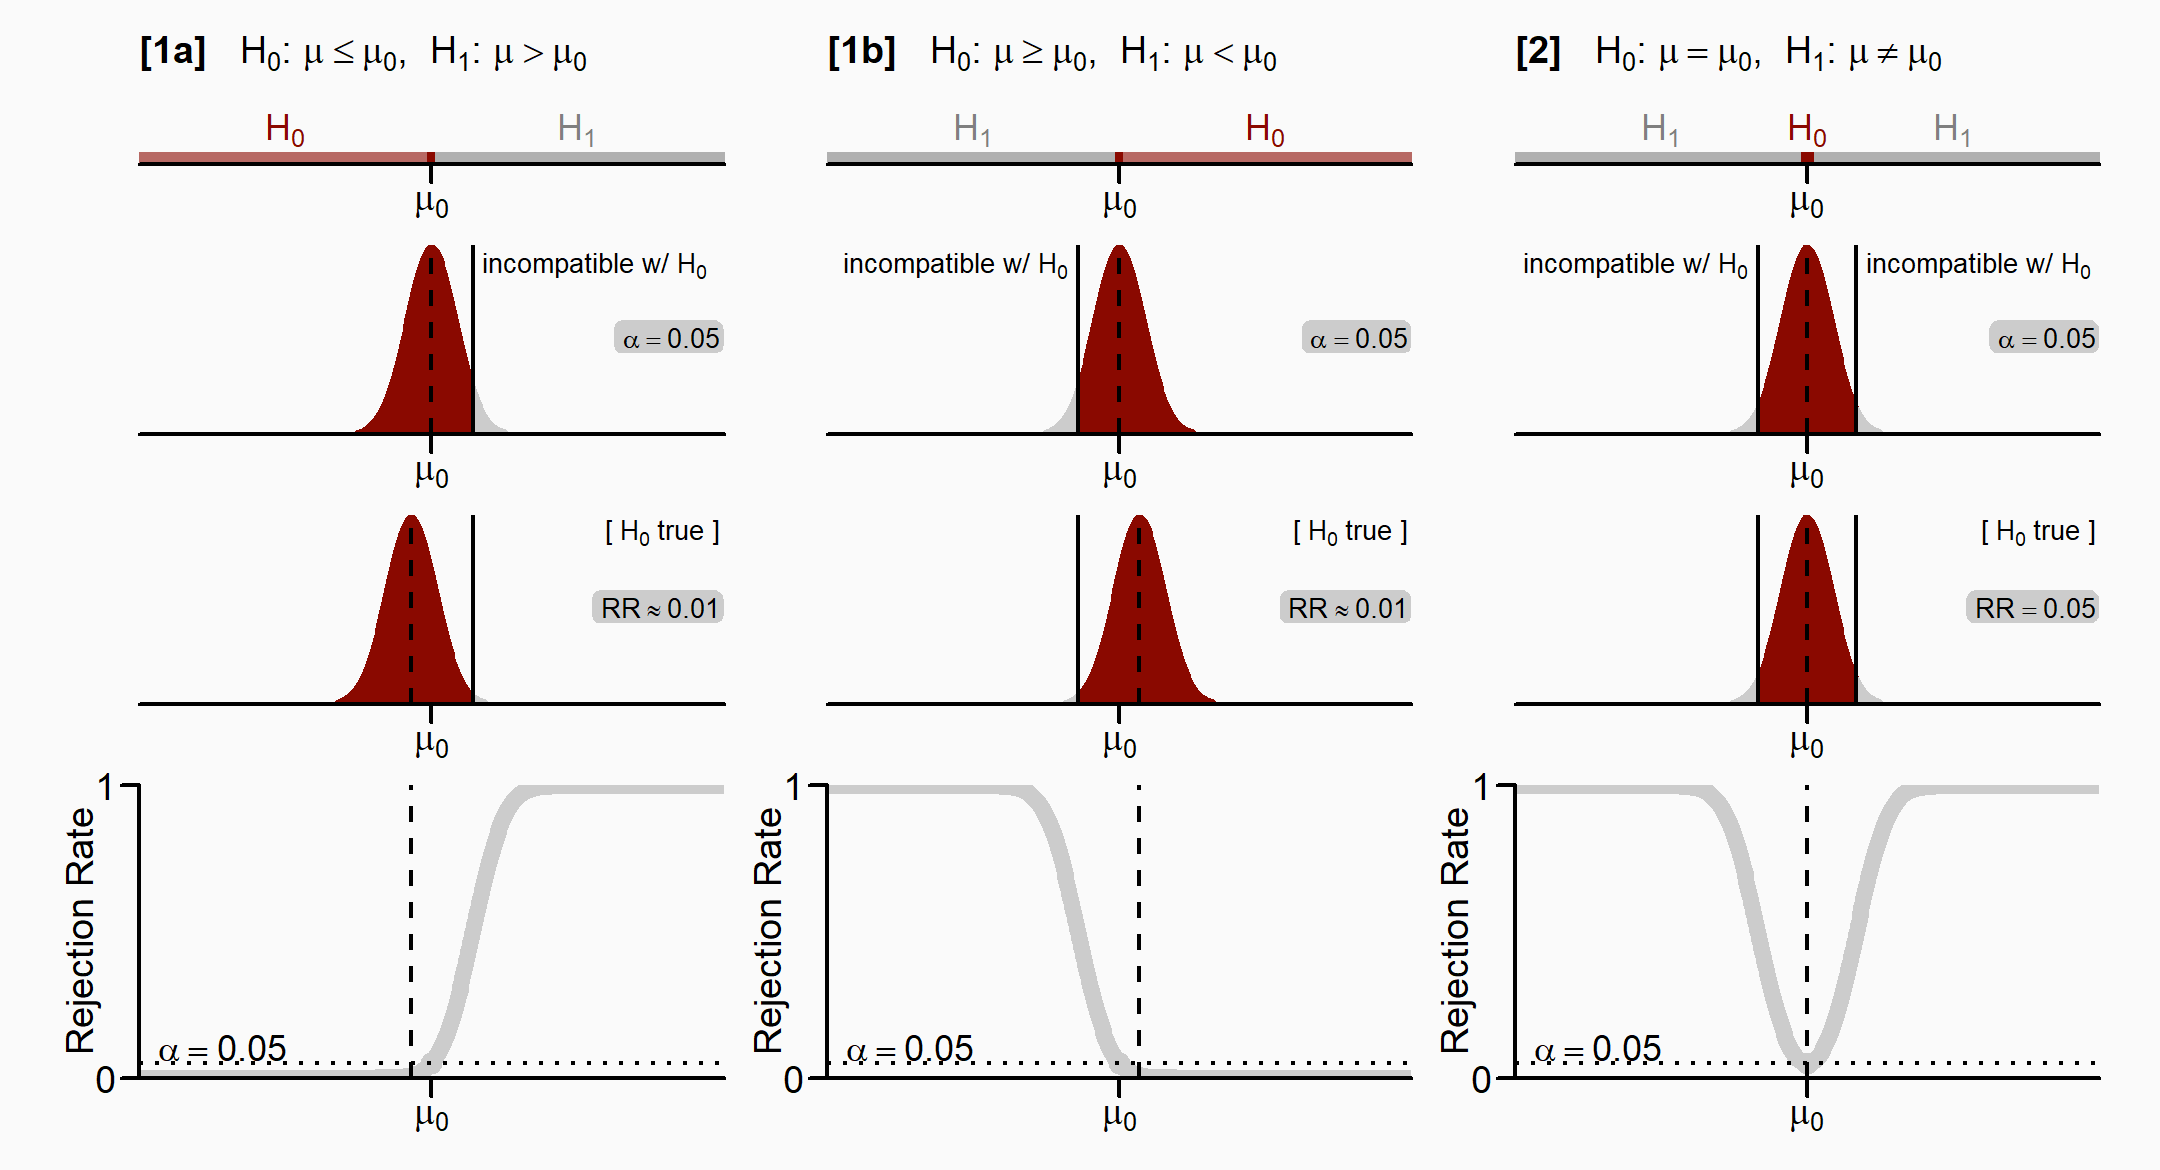 [1a] H₀: μ ≤ μ₀, H₁: μ > μ₀
H₀ H₁
μ₀
incompatible w/ H₀
α = 0.05
μ₀
[ H₀ true ]
RR ≈ 0.01
μ₀
Rejection Rate
1
α = 0.05
0
μ₀
[1b] H₀: μ ≥ μ₀, H₁: μ < μ₀
H₁ H₀
μ₀
incompatible w/ H₀
α = 0.05
μ₀
[ H₀ true ]
RR ≈ 0.01
μ₀
Rejection Rate
1
α = 0.05
0
μ₀
[2] H₀: μ = μ₀, H₁: μ ≠ μ₀
H₁ H₀ H₁
μ₀
incompatible w/ H₀ incompatible w/ H₀
α = 0.05
μ₀
[ H₀ true ]
RR = 0.05
μ₀
Rejection Rate
1
α = 0.05
0
μ₀